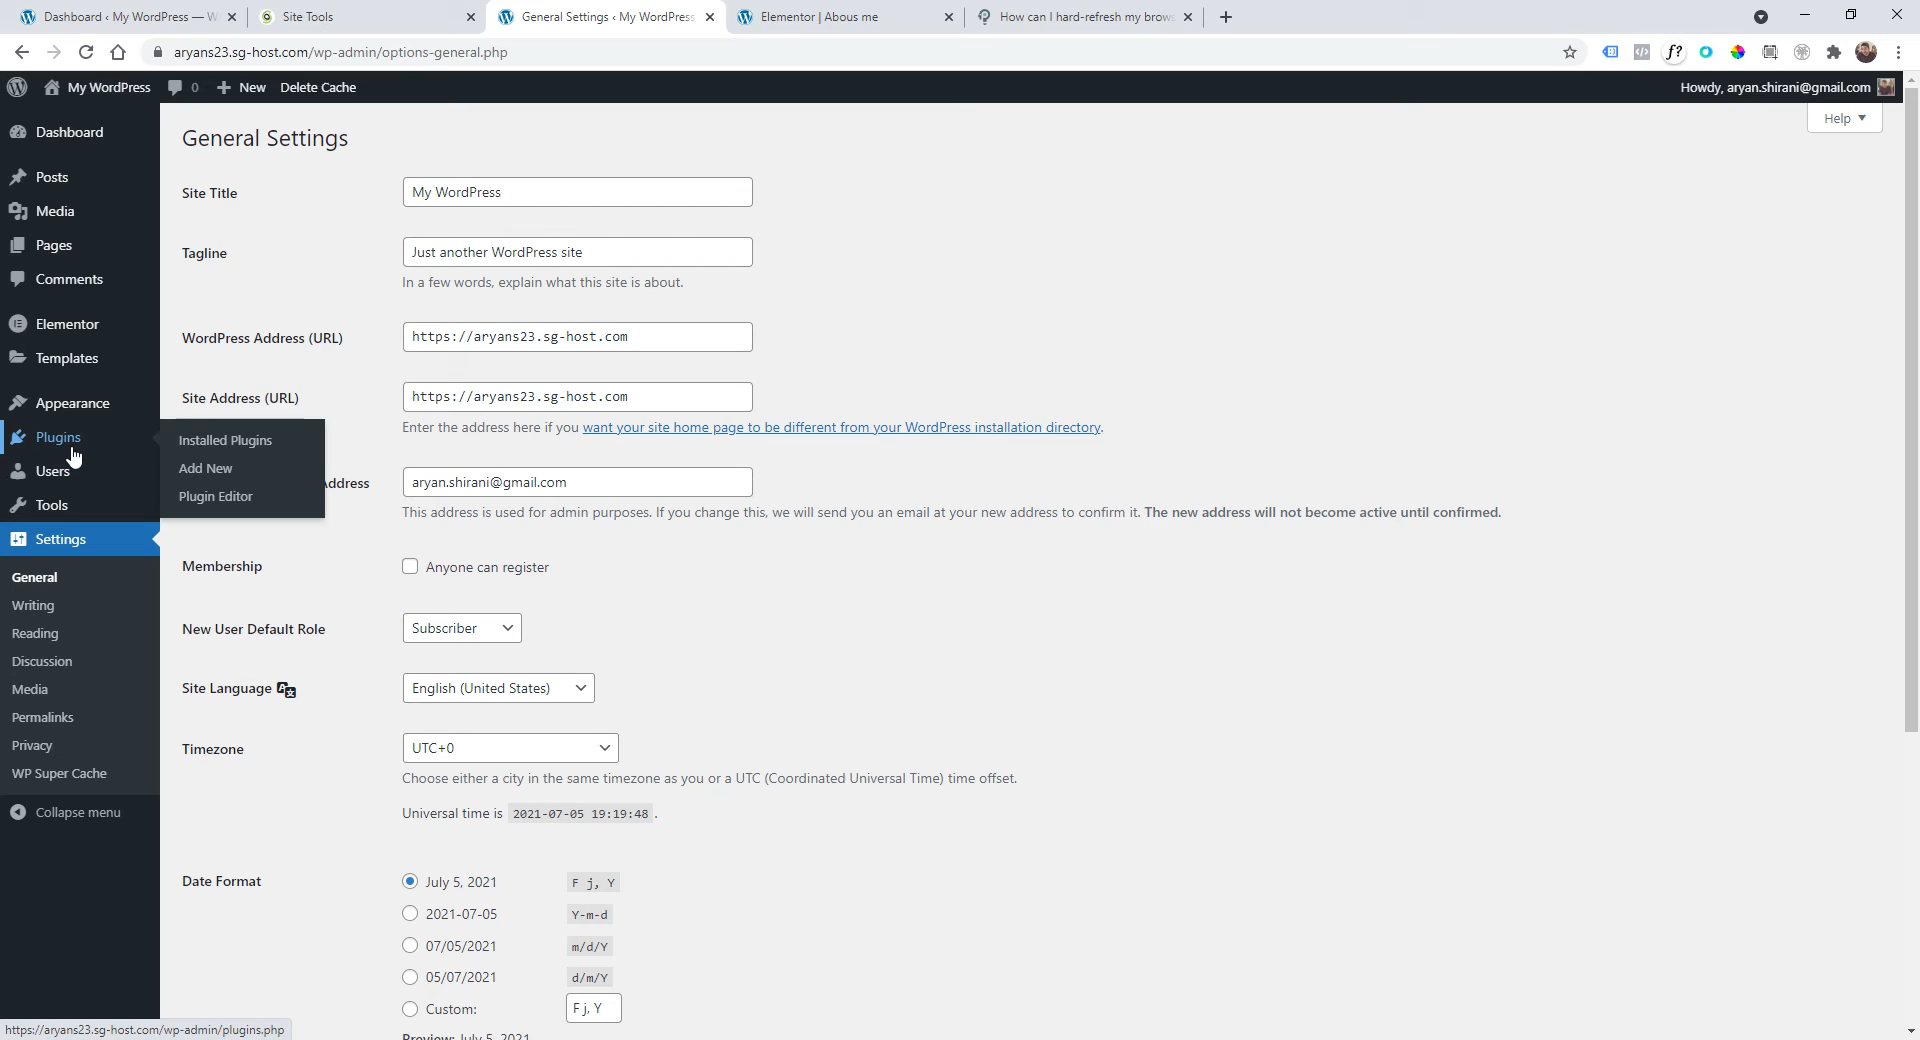 Dashboard ‹ My WordPress — W
Site Tools
General Settings ‹ My WordPress
Elementor | Abous me
How can I hard-refresh my brows
aryans23.sg-host.com/wp-admin/options-general.php
f?
My WordPress
0
New
Delete Cache
Howdy, aryan.shirani@gmail.com
Help
Dashboard
Posts
Media
Pages
Comments
Elementor
Templates
Appearance
Plugins
Users
Tools
Settings
Installed Plugins
Add New
Plugin Editor
General
Writing
Reading
Discussion
Media
Permalinks
Privacy
WP Super Cache
Collapse menu
General Settings
Site Title
My WordPress
Tagline
Just another WordPress site
In a few words, explain what this site is about.
WordPress Address (URL)
https://aryans23.sg-host.com
Site Address (URL)
https://aryans23.sg-host.com
Enter the address here if you want your site home page to be different from your WordPress installation directory.
Address
aryan.shirani@gmail.com
This address is used for admin purposes. If you change this, we will send you an email at your new address to confirm it. The new address will not become active until confirmed.
Membership
Anyone can register
New User Default Role
Subscriber
Site Language
English (United States)
Timezone
UTC+0
Choose either a city in the same timezone as you or a UTC (Coordinated Universal Time) time offset.
Universal time is 2021-07-05 19:19:48 .
Date Format
July 5, 2021 F j, Y
2021-07-05 Y-m-d
07/05/2021 m/d/Y
05/07/2021 d/m/Y
Custom: F j, Y
Preview: July 5, 2021
https://aryans23.sg-host.com/wp-admin/plugins.php